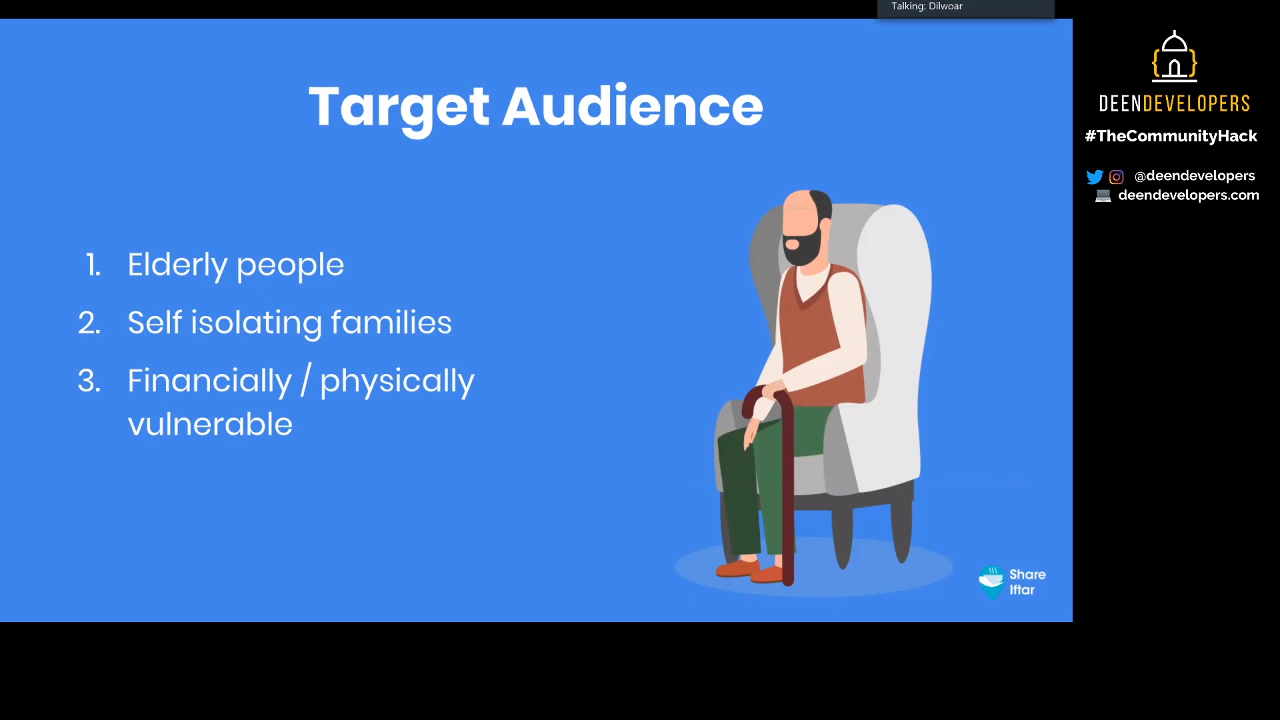 Talking: Dilwoar
Target Audience
1. Elderly people
2. Self isolating families
3. Financially / physically
vulnerable
Share
Iftar
DEENDEVELOPERS
#TheCommunityHack
@deendevelopers
deendevelopers.com